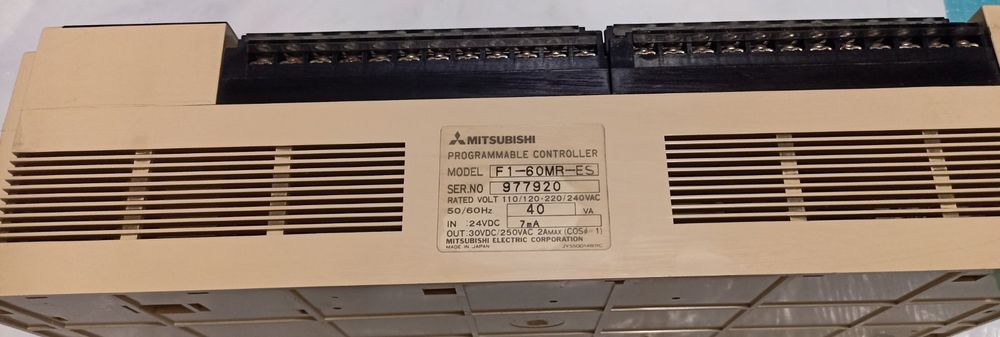 MITSUBISHI
PROGRAMMABLE CONTROLLER
MODEL F1-60MR-ES
SER.NO 977920
RATED VOLT 110/120-220/240VAC
50/60Hz 40 VA
IN :24VDC 7mA
OUT:30VDC/250VAC 2AMAX (COSø=1)
MITSUBISHI ELECTRIC CORPORATION
MADE IN JAPAN